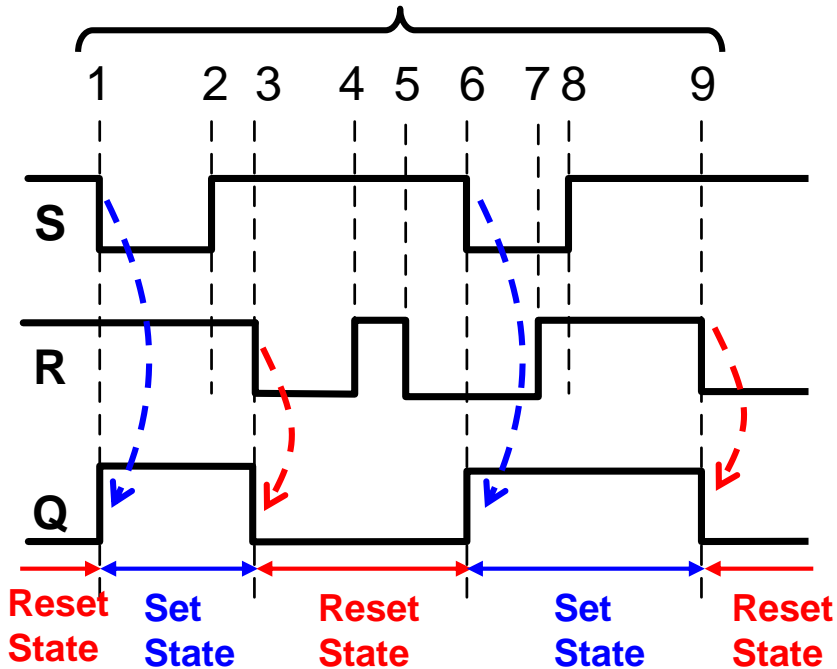 1 2 3 4 5 6 7 8 9
S
R
Q
Reset Set Reset Set Reset
State State State State State